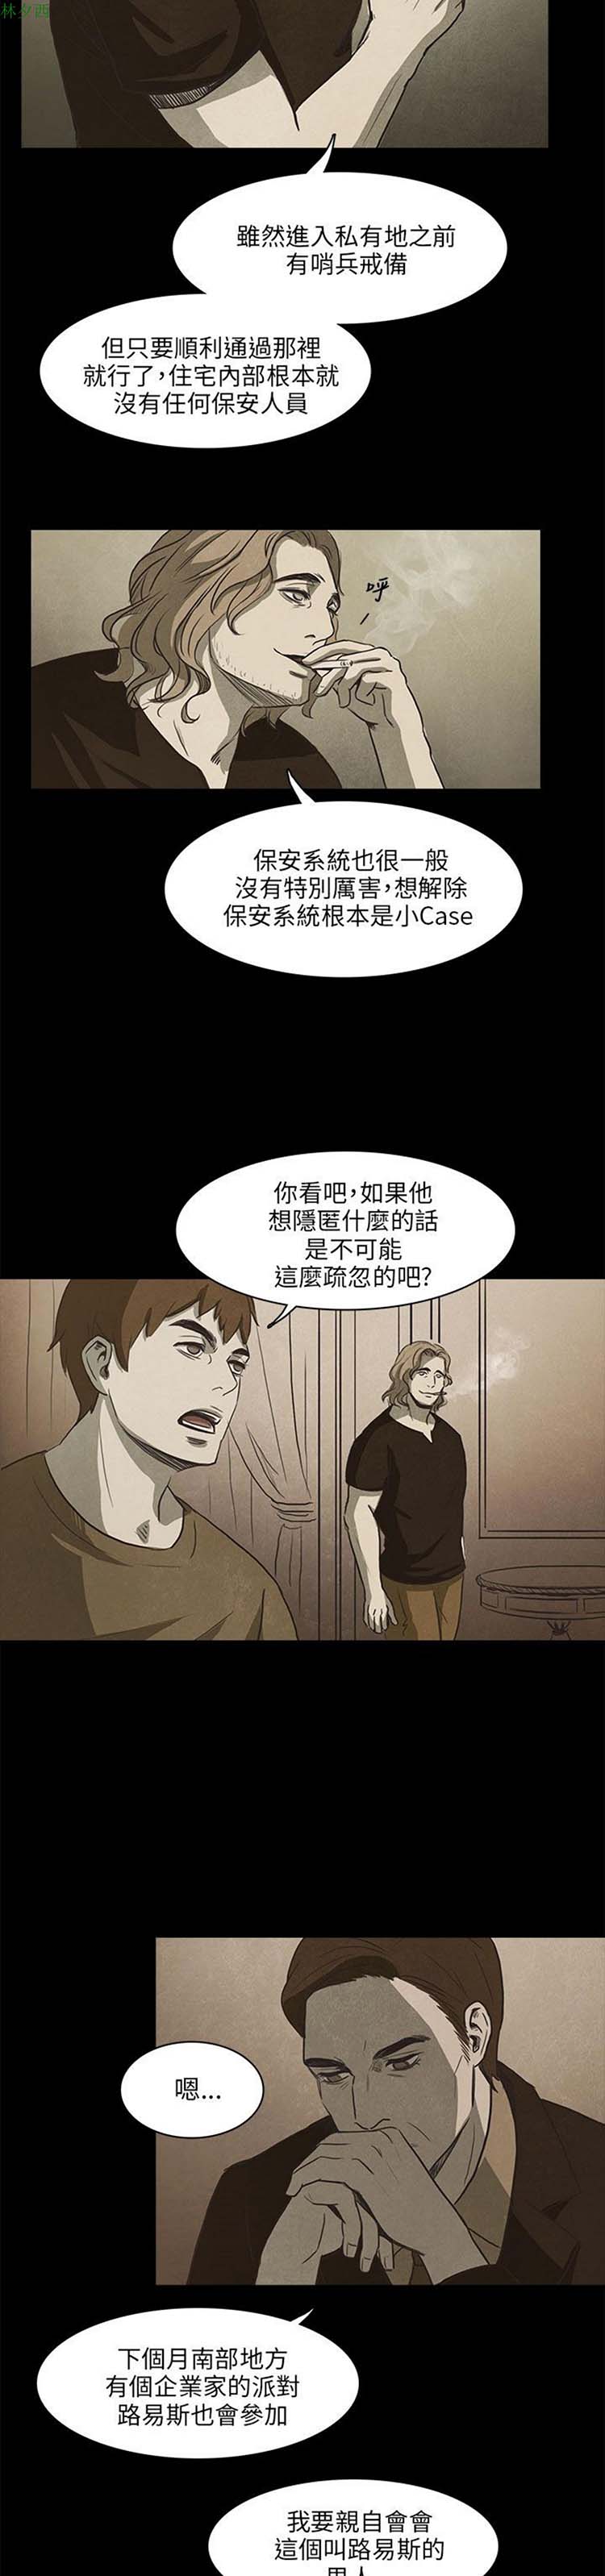 林夕西
雖然進入私有地之前
有哨兵戒備
但只要順利通過那裡
就行了,住宅內部根本就
沒有任何保安人員
呼
保安系統也很一般
沒有特別厲害,想解除
保安系統根本是小Case
你看吧,如果他
想隱匿什麼的話
是不可能
這麼疏忽的吧?
嗯...
下個月南部地方
有個企業家的派對
路易斯也會參加
我要親自會會
這個叫路易斯的
男人